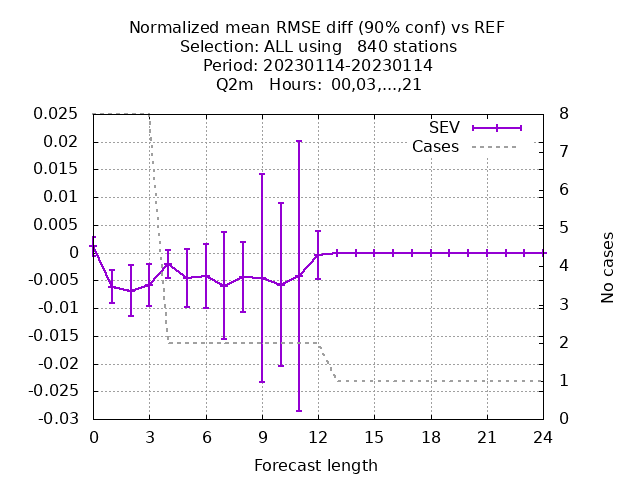 Normalized mean RMSE diff (90% conf) vs REF
Selection: ALL using   840 stations
Period: 20230114-20230114
Q2m   Hours:  00,03,...,21
SEV
Cases
0.025
0.02
0.015
0.01
0.005
0
-0.005
-0.01
-0.015
-0.02
-0.025
-0.03
8
7
6
5
4
3
2
1
0
No cases
0 3 6 9 12 15 18 21 24
Forecast length